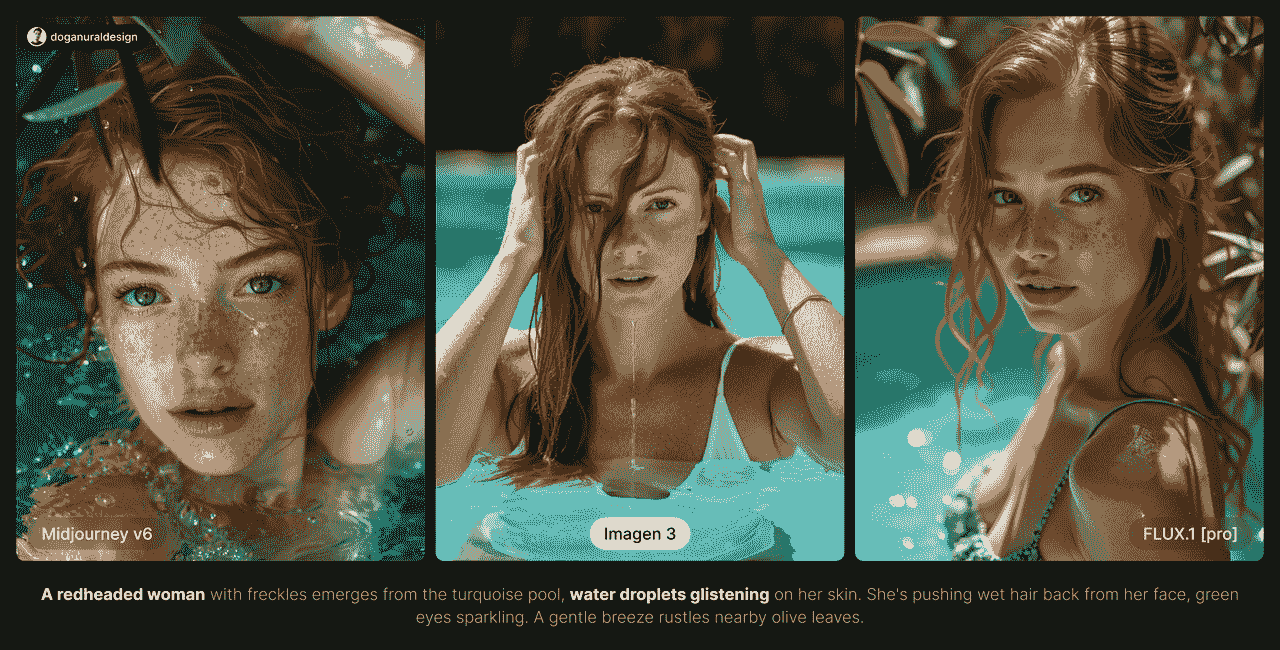 doganuraldesign
Midjourney v6
Imagen 3
FLUX.1 [pro]
A redheaded woman with freckles emerges from the turquoise pool, water droplets glistening on her skin. She's pushing wet hair back from her face, green
eyes sparkling. A gentle breeze rustles nearby olive leaves.